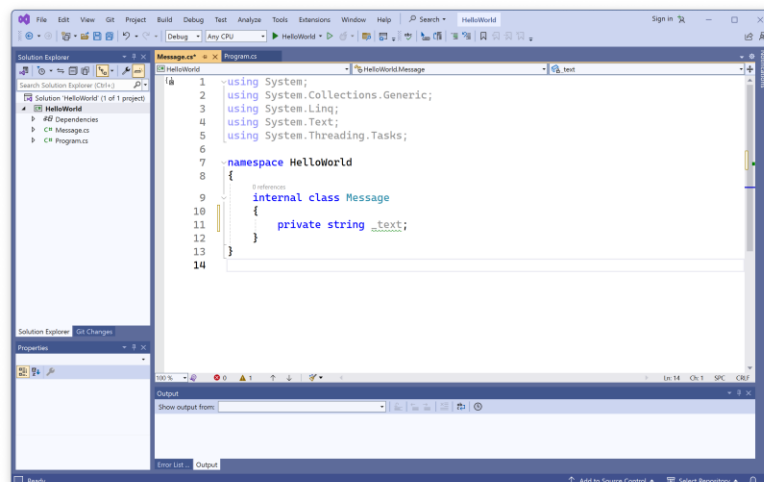 File Edit View Git Project Build Debug Test Analyze Tools Extensions Window Help Search HelloWorld Sign in
Debug Any CPU HelloWorld
Solution Explorer
Search Solution Explorer (Ctrl+;)
Solution 'HelloWorld' (1 of 1 project)
HelloWorld
Dependencies
C# Message.cs
C# Program.cs
Solution Explorer Git Changes
Properties
Message.cs* Program.cs
HelloWorld HelloWorld.Message _text
1 using System;
2 using System.Collections.Generic;
3 using System.Linq;
4 using System.Text;
5 using System.Threading.Tasks;
6
7 namespace HelloWorld
8 {
0 references
9 internal class Message
10 {
11 private string _text;
12 }
13 }
14
100 % 0 1 Ln: 14 Ch: 1 SPC CRLF
Output
Show output from:
Error List ... Output
Ready Add to Source Control Select Repository